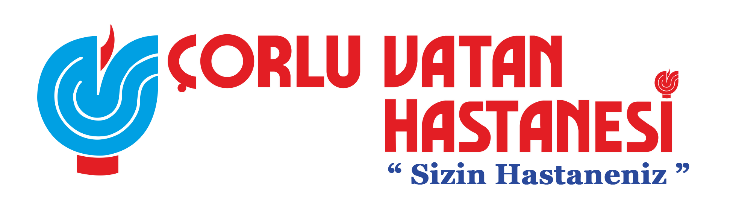 ÇORLU VATAN
HASTANESİ
“ Sizin Hastaneniz ”